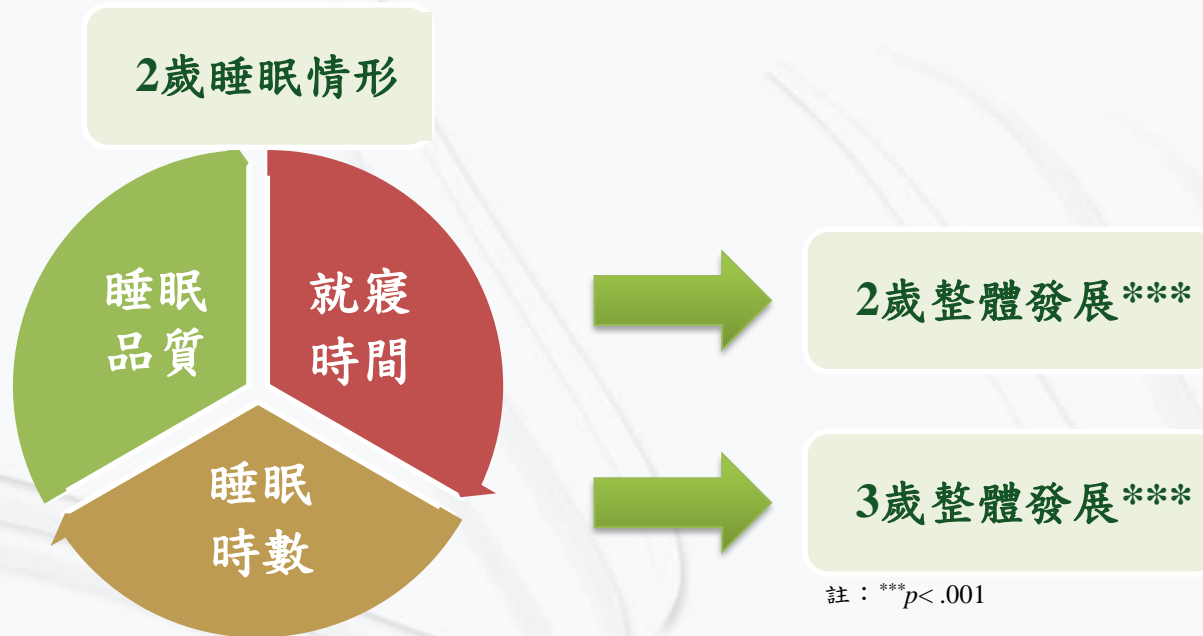 2歲睡眠情形
睡眠
品質
就寢
時間
睡眠
時數
2歲整體發展***
3歲整體發展***
註：***p< .001